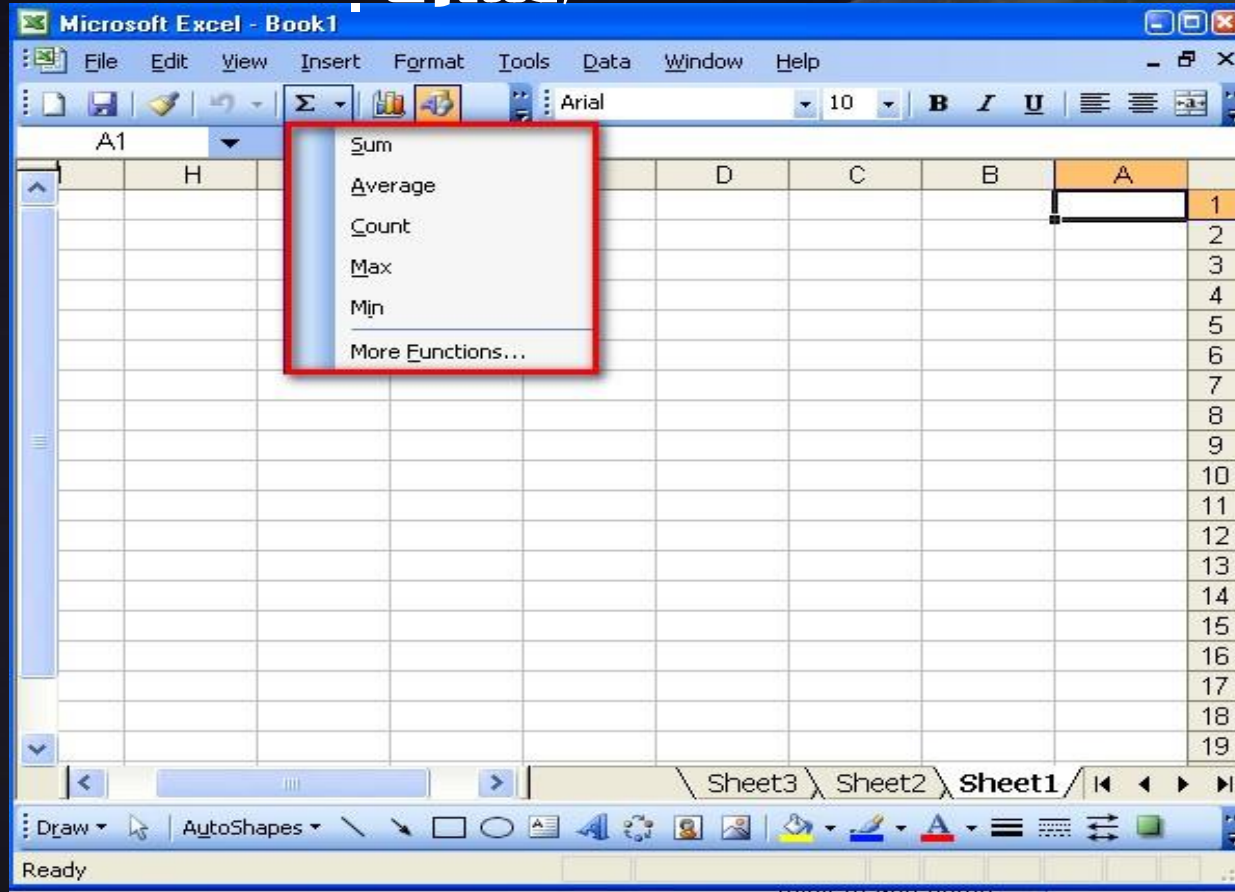 Microsoft Excel - Book1
File Edit View Insert Format Tools Data Window Help
Σ Arial 10 B I U
A1
H D C B A
Sum
Average
Count
Max
Min
More Functions...
1
2
3
4
5
6
7
8
9
10
11
12
13
14
15
16
17
18
19
Sheet3 Sheet2 Sheet1
Draw AutoShapes A
Ready